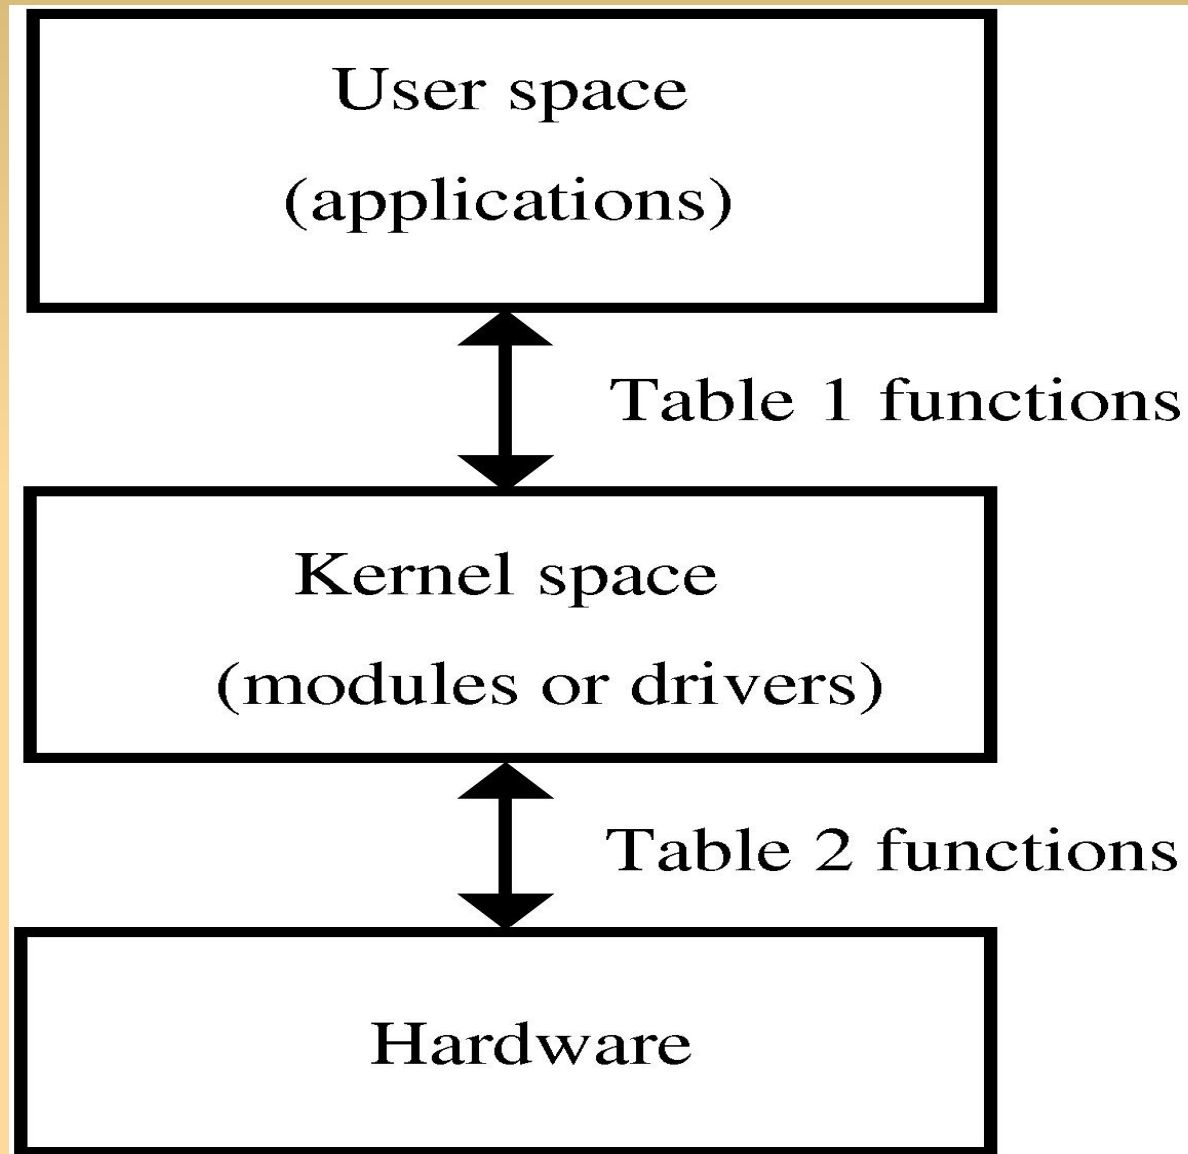 User space
(applications)
Table 1 functions
Kernel space
(modules or drivers)
Table 2 functions
Hardware